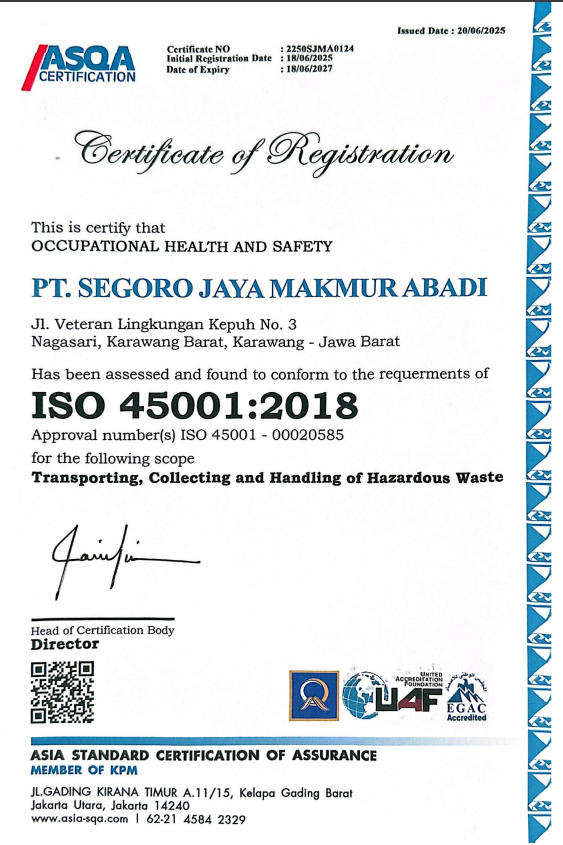 Issued Date : 20/06/2025
ASQA
CERTIFICATION
Certificate NO : 2250SJMA0124
Initial Registration Date : 18/06/2025
Date of Expiry : 18/06/2027
Certificate of Registration
This is certify that
OCCUPATIONAL HEALTH AND SAFETY
PT. SEGORO JAYA MAKMUR ABADI
Jl. Veteran Lingkungan Kepuh No. 3
Nagasari, Karawang Barat, Karawang - Jawa Barat
Has been assessed and found to conform to the requerments of
ISO 45001:2018
Approval number(s) ISO 45001 - 00020585
for the following scope
Transporting, Collecting and Handling of Hazardous Waste
Head of Certification Body
Director
UNITED
ACCREDITATION
FOUNDATION
UAF
EGAC
Accredited
ASIA STANDARD CERTIFICATION OF ASSURANCE
MEMBER OF KPM
JL.GADING KIRANA TIMUR A.11/15, Kelapa Gading Barat
Jakarta Utara, Jakarta 14240
www.asia-sqa.com | 62-21 4584 2329